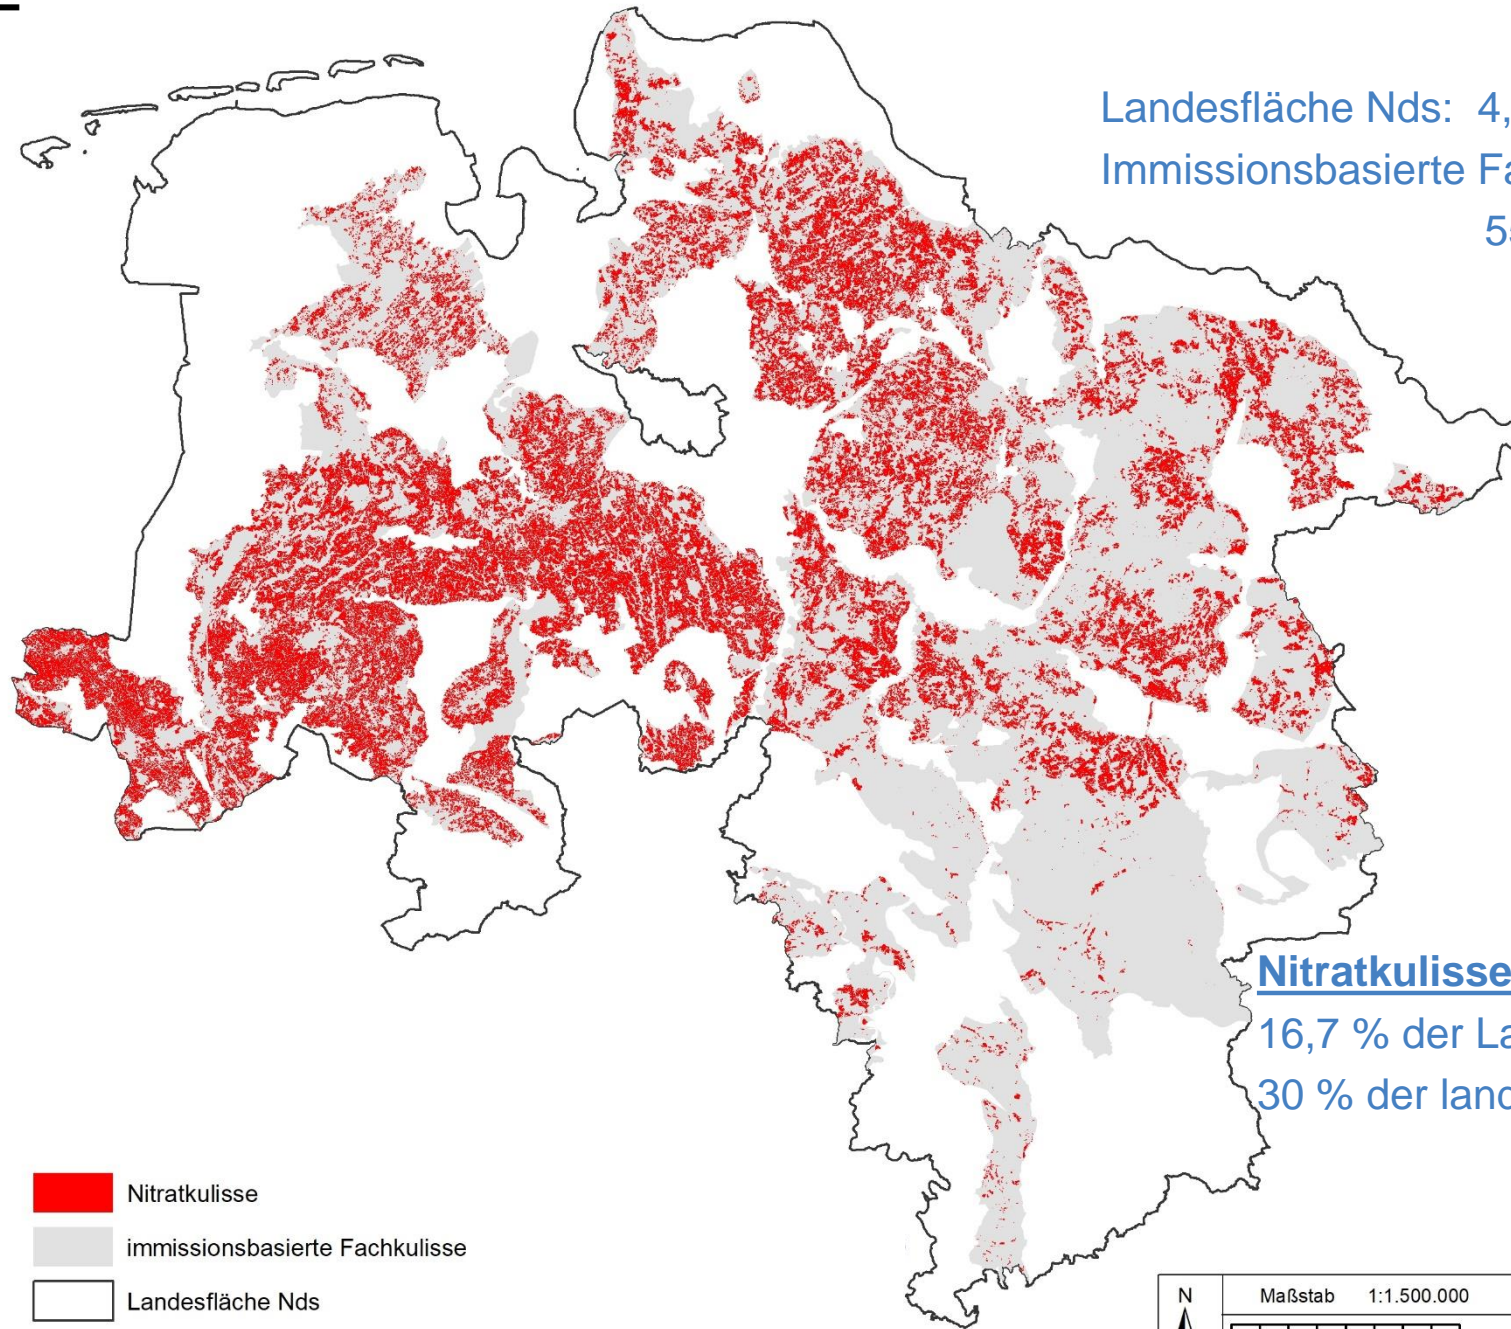 Landesfläche Nds: 4,
Immissionsbasierte Fa
Nitratkulisse
16,7 % der La
30 % der land
Nitratkulisse
immissionsbasierte Fachkulisse
Landesfläche Nds
N
Maßstab 1:1.500.000